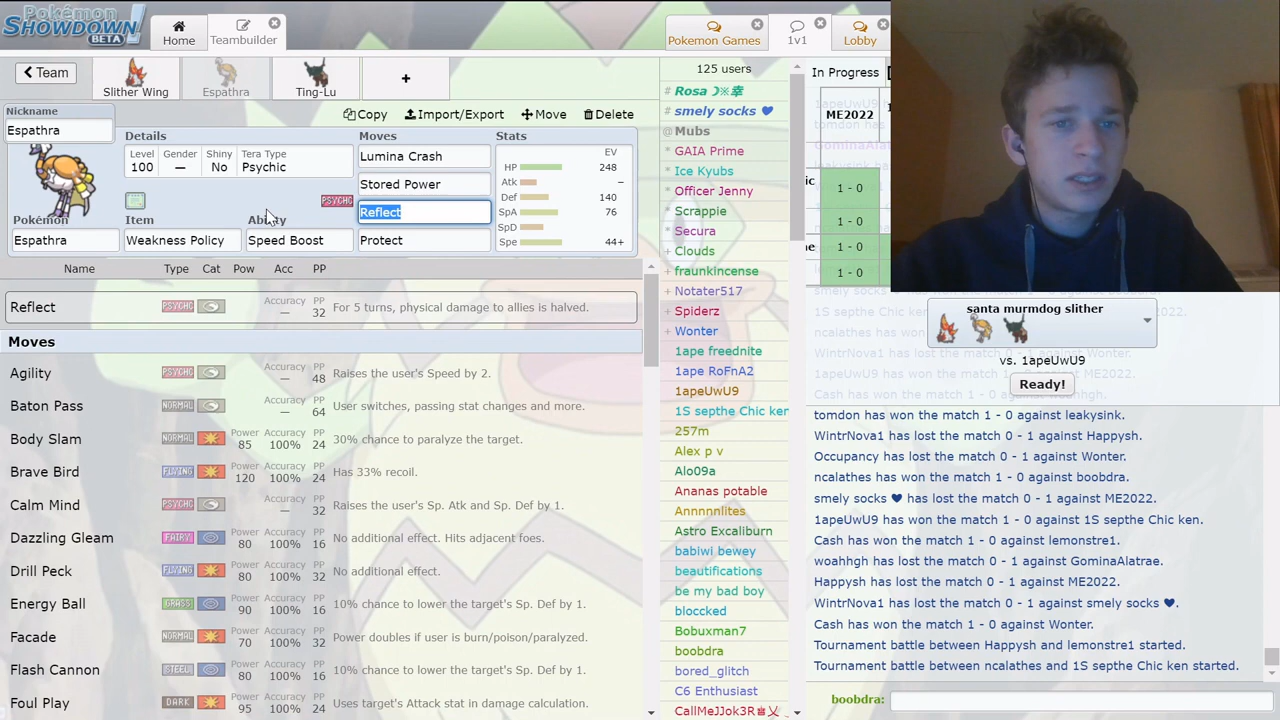 Pokémon
SHOWDOWN!
BETA
Home
Teambuilder
Pokemon Games
1v1
Lobby
Team
Slither Wing
Espathra
Ting-Lu
+
125 users
In Progress
Nickname
Espathra
Copy
Import/Export
Move
Delete
Details
Level
100
Gender
—
Shiny
No
Tera Type
Psychic
PSYCHC
Pokémon
Espathra
Item
Weakness Policy
Ability
Speed Boost
Moves
Lumina Crash
Stored Power
Reflect
Protect
Stats
EV
HP 248
Atk –
Def 140
SpA 76
SpD
Spe 44+
Name Type Cat Pow Acc PP
Reflect PSYCHC Accuracy — PP 32 For 5 turns, physical damage to allies is halved.
Moves
Agility PSYCHC Accuracy — PP 48 Raises the user's Speed by 2.
Baton Pass NORMAL Accuracy — PP 64 User switches, passing stat changes and more.
Body Slam NORMAL Power 85 Accuracy 100% PP 24 30% chance to paralyze the target.
Brave Bird FLYING Power 120 Accuracy 100% PP 24 Has 33% recoil.
Calm Mind PSYCHC Accuracy — PP 32 Raises the user's Sp. Atk and Sp. Def by 1.
Dazzling Gleam FAIRY Power 80 Accuracy 100% PP 16 No additional effect. Hits adjacent foes.
Drill Peck FLYING Power 80 Accuracy 100% PP 32 No additional effect.
Energy Ball GRASS Power 90 Accuracy 100% PP 16 10% chance to lower the target's Sp. Def by 1.
Facade NORMAL Power 70 Accuracy 100% PP 32 Power doubles if user is burn/poison/paralyzed.
Flash Cannon STEEL Power 80 Accuracy 100% PP 16 10% chance to lower the target's Sp. Def by 1.
Foul Play DARK Power 95 Accuracy 100% PP 24 Uses target's Attack stat in damage calculation.
# Rosa ☽※幸
# smely socks ♥
@Mubs
* GAIA Prime
* Ice Kyubs
* Officer Jenny
* Scrappie
* Secura
+ Clouds
+ fraunkincense
+ Notater517
+ Spiderz
+ Wonter
1ape freednite
1ape RoFnA2
1apeUwU9
1S septhe Chic ken
257m
Alex p v
Alo09a
Ananas potable
Annnnnlites
Astro Excaliburn
babiwi bewey
beautifications
be my bad boy
bloccked
Bobuxman7
boobdra
bored_glitch
C6 Enthusiast
ME2022
1 - 0
1 - 0
1 - 0
1 - 0
santa murmdog slither
vs. 1apeUwU9
Ready!
tomdon has won the match 1 - 0 against leakysink.
WintrNova1 has lost the match 0 - 1 against Happysh.
Occupancy has lost the match 0 - 1 against Wonter.
ncalathes has lost the match 0 - 1 against boobdra.
smely socks ♥ has lost the match 0 - 1 against ME2022.
1apeUwU9 has won the match 1 - 0 against 1S septhe Chic ken.
Cash has lost the match 0 - 1 against lemonstre1.
woahhgh has lost the match 0 - 1 against GominaAlatrae.
Happysh has lost the match 0 - 1 against ME2022.
WintrNova1 has lost the match 0 - 1 against smely socks ♥.
Cash has lost the match 0 - 1 against Wonter.
Tournament battle between Happysh and lemonstre1 started.
Tournament battle between ncalathes and 1S septhe Chic ken started.
boobdra: